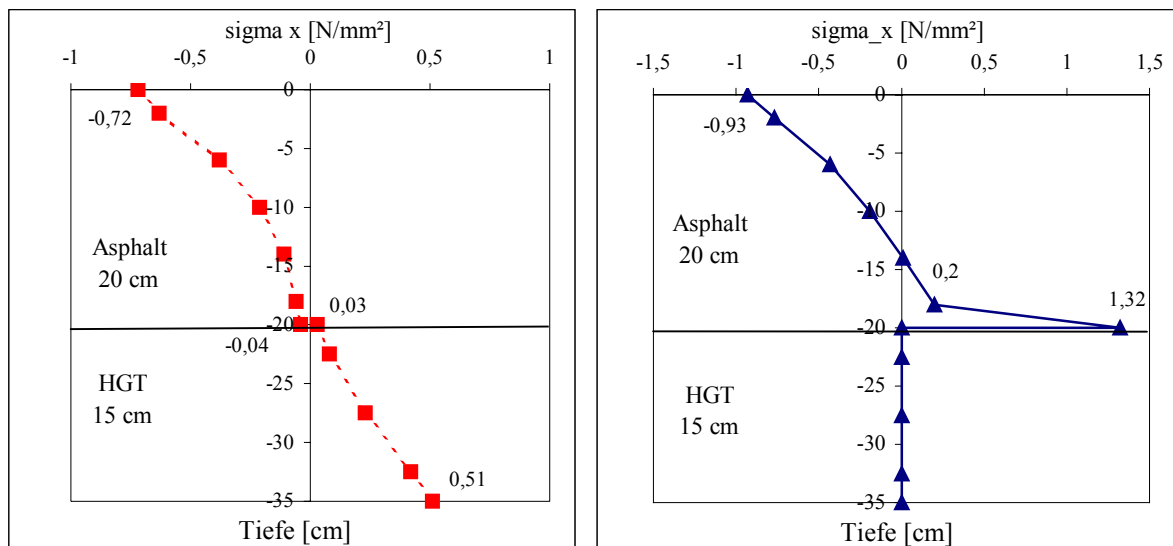 sigma x [N/mm²]
-1 -0,5 0 0,5 1
0
-0,72
-5
-10
Asphalt
20 cm
-15
0,03
-20
-0,04
HGT
15 cm
-25
-30
0,51
-35
Tiefe [cm]
sigma_x [N/mm²]
-1,5 -1 -0,5 0 0,5 1 1,5
0
-0,93
-5
-10
Asphalt
20 cm
-15
0,2
1,32
-20
-25
HGT
15 cm
-30
-35
Tiefe [cm]